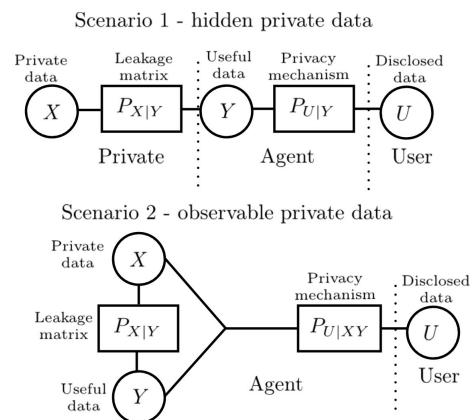 Scenario 1 - hidden private data
Private
data
Leakage
matrix
Useful
data
Privacy
mechanism
Disclosed
data
X
P_{X|Y}
Y
P_{U|Y}
U
Private
Agent
User
Scenario 2 - observable private data
Private
data
X
Leakage
matrix
P_{X|Y}
Useful
data
Y
Privacy
mechanism
P_{U|XY}
Disclosed
data
U
Agent
User